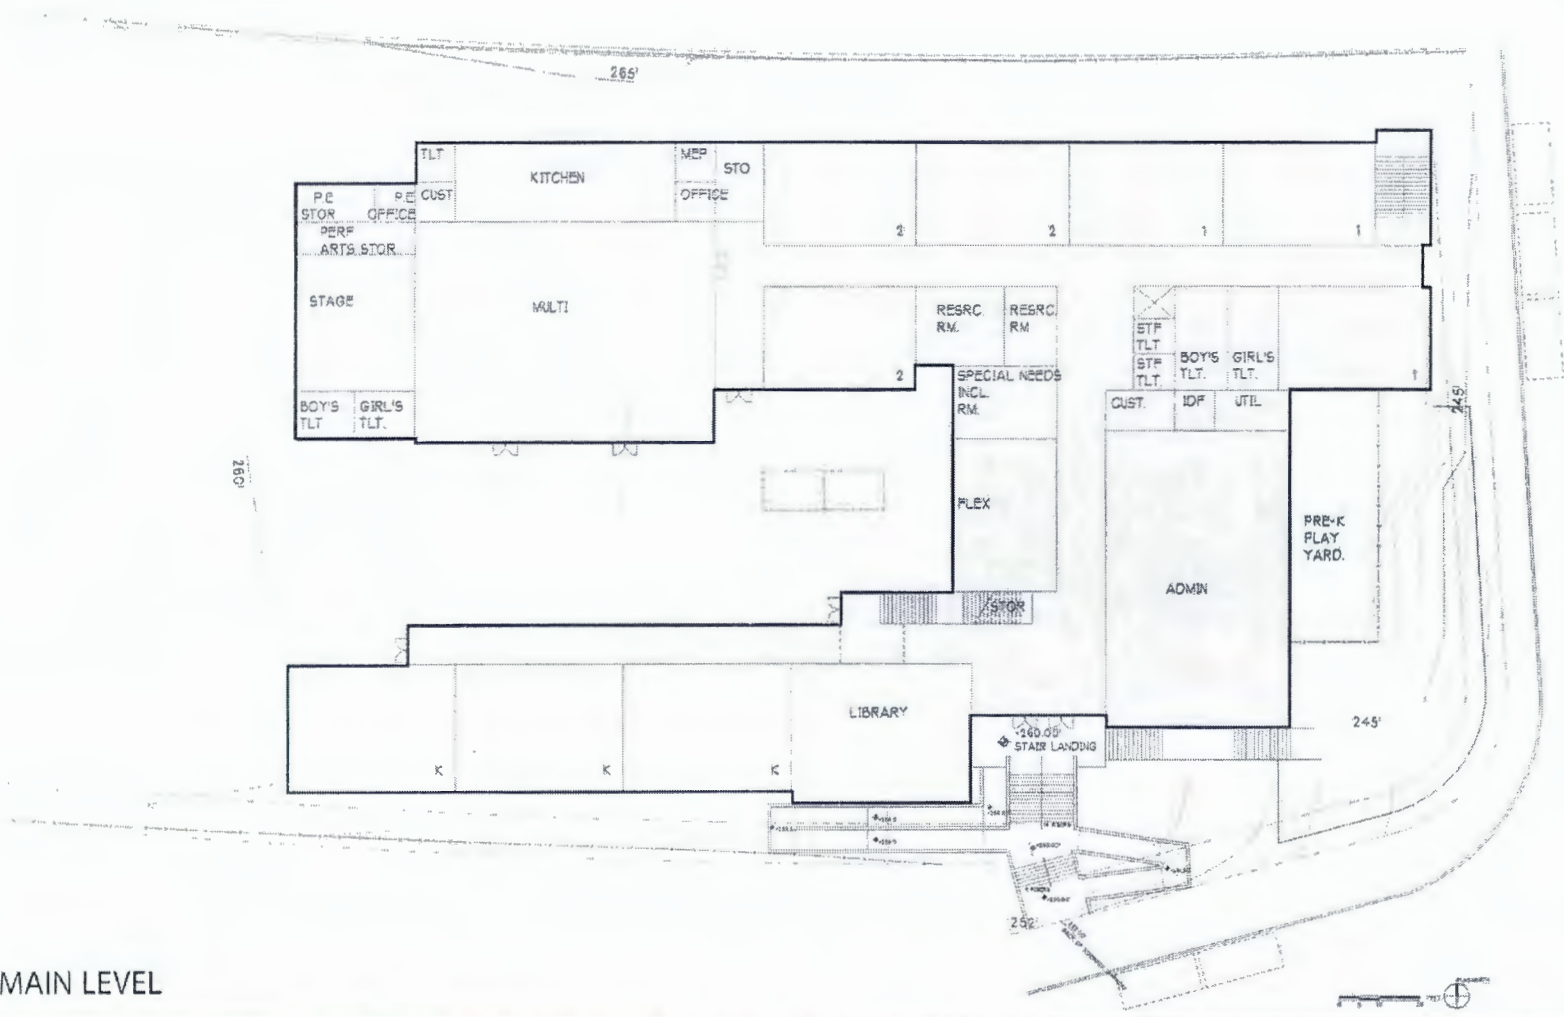 265'
TLT
KITCHEN
MEP
STO
CUST
OFFICE
P.E
STOR
P.E
OFFICE
PERF
ARTS STOR
2
2
1
1
STAGE
MULTI
RESRC.
RM.
RESRC.
RM
STF
TLT
STF
TLT.
BOY'S
TLT.
GIRL'S
TLT.
2
1
SPECIAL NEEDS
INCL.
RM.
BOY'S
TLT
GIRL'S
TLT.
CUST.
IDF
UTIL
245'
260'
FLEX
PRE-K
PLAY
YARD.
ADMIN
STOR
LIBRARY
K
K
K
260.00'
STAIR LANDING
245'
252'
MAIN LEVEL